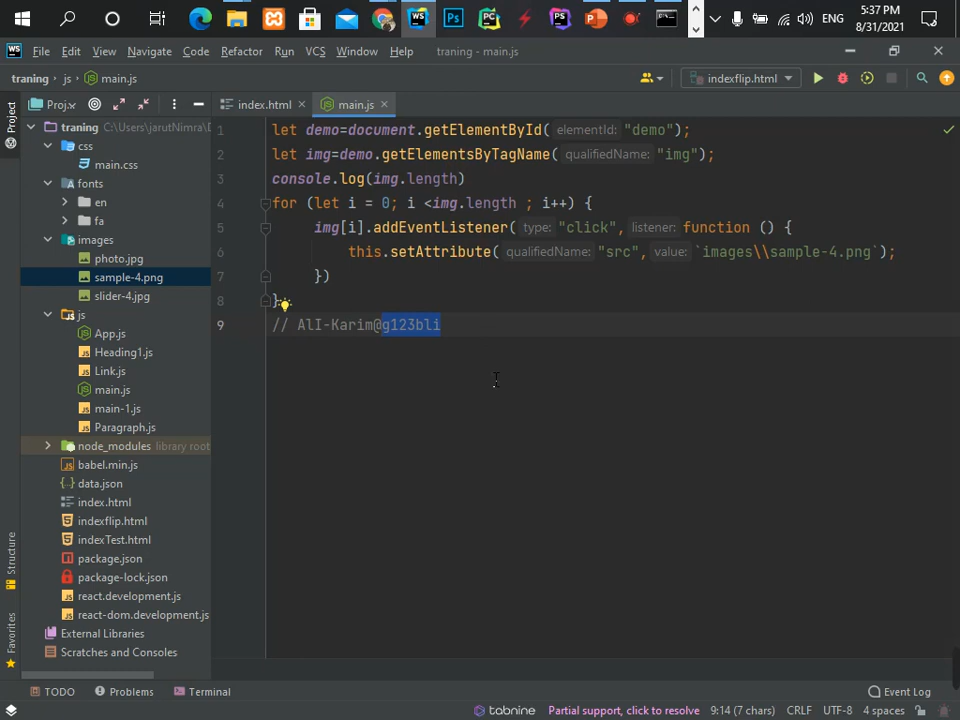 ENG
5:37 PM
8/31/2021
File Edit View Navigate Code Refactor Run VCS Window Help traning - main.js
traning js main.js
indexflip.html
Project
Proj..
index.html
main.js
traning C:\Users\jarutNimra\D
css
main.css
fonts
en
fa
images
photo.jpg
sample-4.png
slider-4.jpg
js
App.js
Heading1.js
Link.js
main.js
main-1.js
Paragraph.js
node_modules library root
babel.min.js
data.json
index.html
indexflip.html
indexTest.html
package.json
package-lock.json
react.development.js
react-dom.development.js
External Libraries
Scratches and Consoles
Structure
Favorites
1 let demo=document.getElementById( elementId: "demo");
2 let img=demo.getElementsByTagName( qualifiedName: "img");
3 console.log(img.length)
4 for (let i = 0; i <img.length ; i++) {
5 img[i].addEventListener( type: "click", listener: function () {
6 this.setAttribute( qualifiedName: "src", value: `images\\sample-4.png`);
7 })
8 }
9 // AlI-Karim@g123bli
TODO Problems Terminal Event Log
tabnine Partial support, click to resolve 9:14 (7 chars) CRLF UTF-8 4 spaces